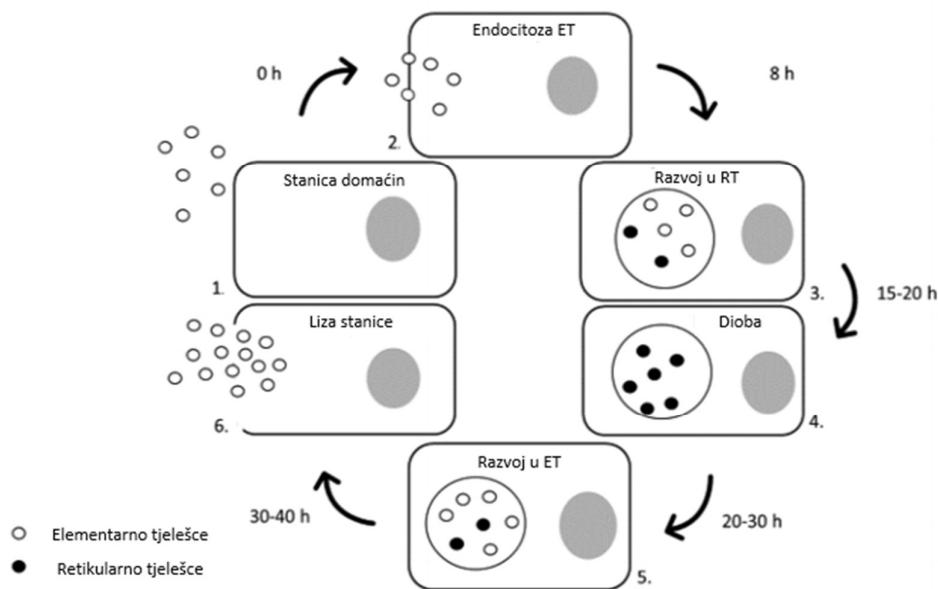 Endocitoza ET
0 h
8 h
2.
Stanica domaćin
Razvoj u RT
1.
3.
15-20 h
Liza stanice
Dioba
6.
4.
Razvoj u ET
30-40 h
20-30 h
Elementarno tjelešce
Retikularno tjelešce
5.